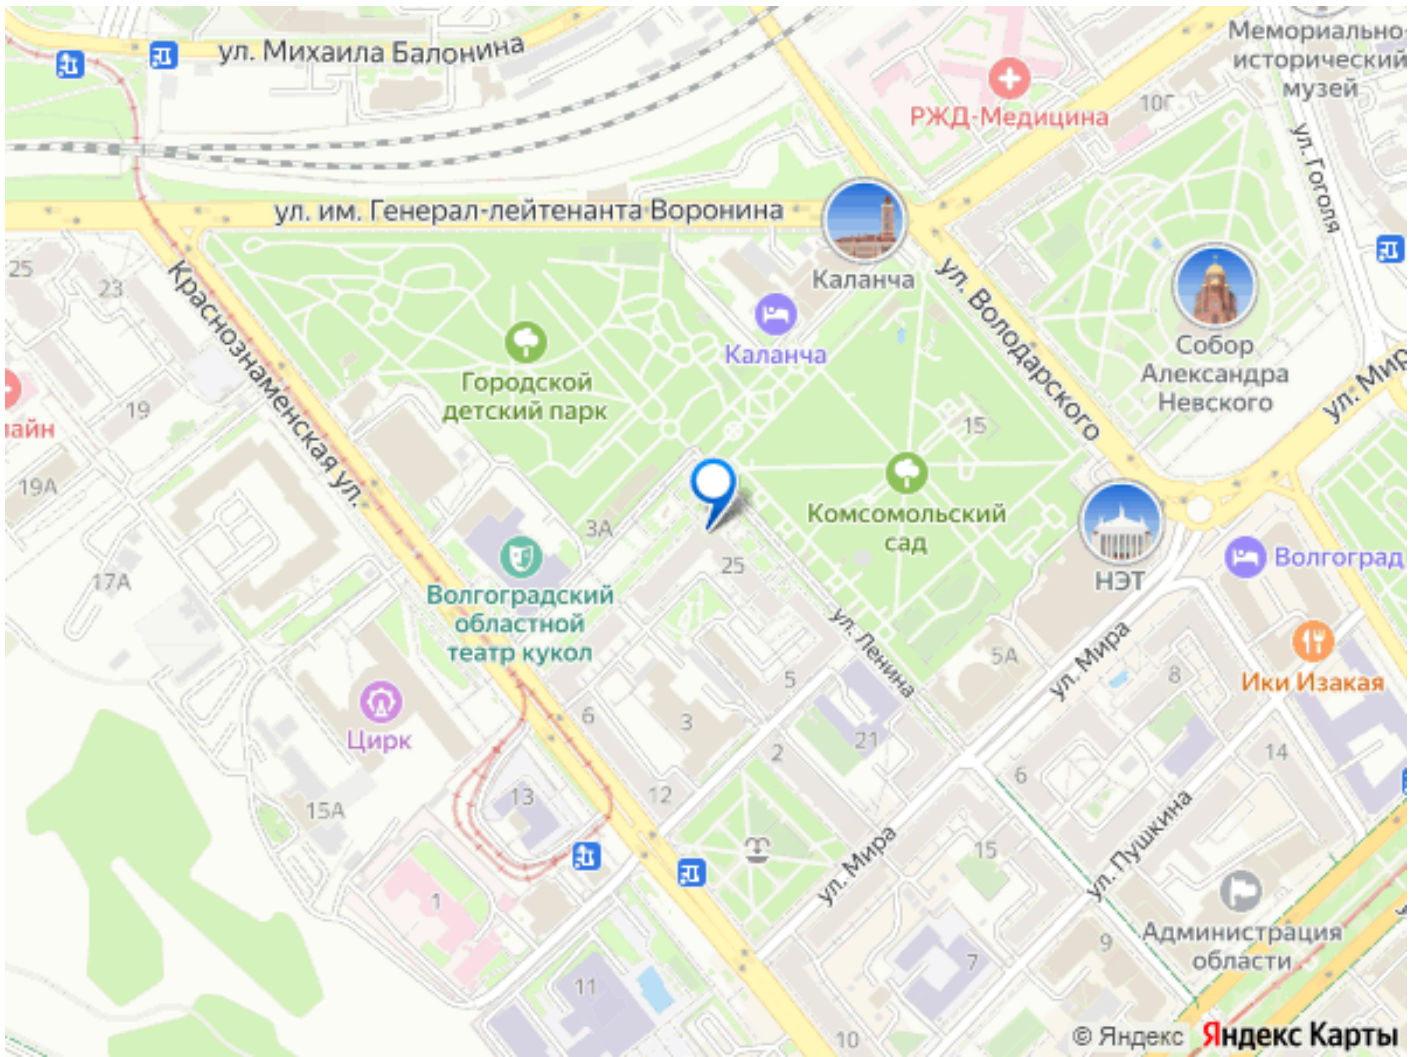 ул. Михаила Балонина
Мемориально-
исторический
музей
РЖД-Медицина
10Г
ул. Гоголя
ул. им. Генерал-лейтенанта Воронина
Каланча
25
23
Краснознаменская ул.
ул. Володарского
Каланча
Собор
Александра
Невского
ул. Мир
Городской
детский парк
19
лайн
15
19А
Комсомольский
сад
3А
НЭТ
Волгоград
25
17А
Волгоградский
областной
театр кукол
ул. Ленина
ул. Мира
5А
5
8
Ики Изакая
Цирк
6
3
2
21
14
6
15А
13
12
ул. Мира
15
ул. Пушкина
1
Администрация
области
9
7
11
10
© Яндекс Яндекс Карты